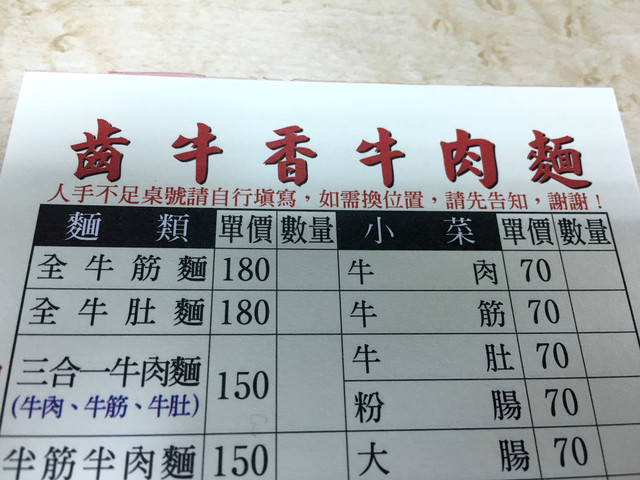 齒牛香牛肉麵
人手不足桌號請自行填寫，如需換位置，請先告知，謝謝！
麵類 單價 數量 小菜 單價 數量
全牛筋麵 180 牛肉 70
全牛肚麵 180 牛筋 70
三合一牛肉麵 150 牛肚 70
(牛肉、牛筋、牛肚) 粉腸 70
半筋半肉麵 150 大腸 70